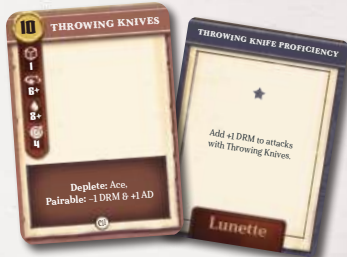 10
THROWING KNIVES
1
6+
8+
4
Deplete: Ace,
Pairable: -1 DRM & +1 AD
THROWING KNIFE PROFICIENCY
Add +1 DRM to attacks
with Throwing Knives.
Lunette